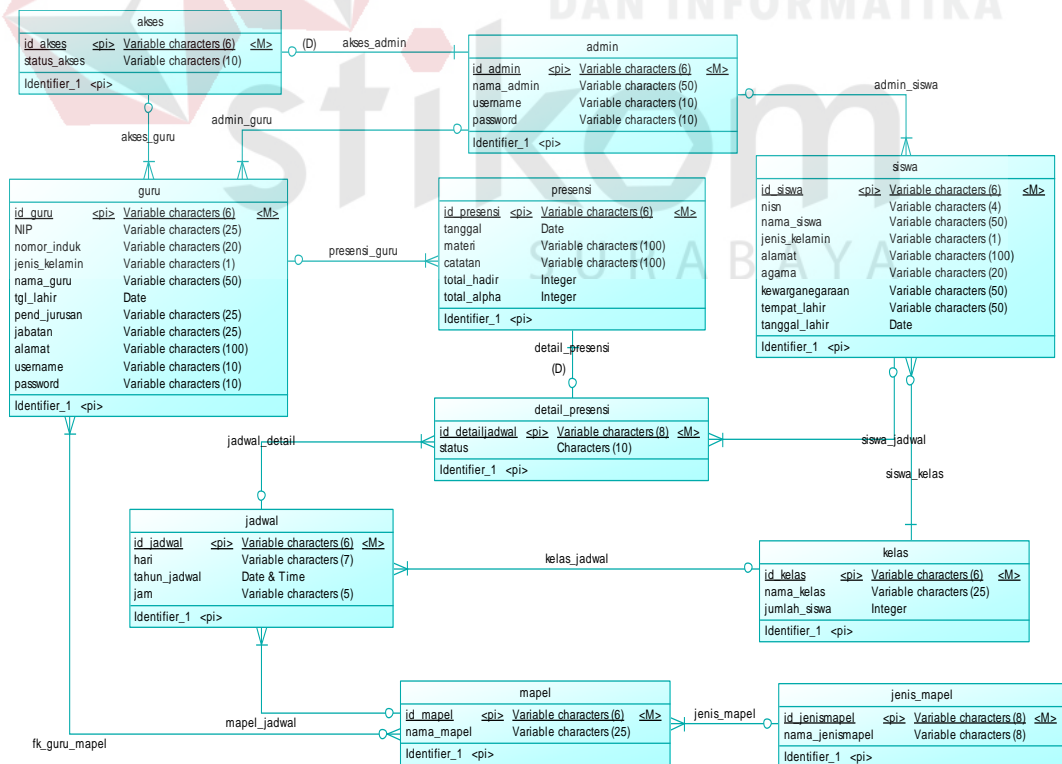 DAN INFORMATIKA
stikom
SURABAYA
akses
id_akses <pi> Variable characters (6) <M>
status_akses Variable characters (10)
Identifier_1 <pi>
(D) akses_admin
admin
id_admin <pi> Variable characters (6) <M>
nama_admin Variable characters (50)
username Variable characters (10)
password Variable characters (10)
Identifier_1 <pi>
admin_siswa
admin_guru
akses_guru
guru
id_guru <pi> Variable characters (6) <M>
NIP Variable characters (25)
nomor_induk Variable characters (20)
jenis_kelamin Variable characters (1)
nama_guru Variable characters (50)
tgl_lahir Date
pend_jurusan Variable characters (25)
jabatan Variable characters (25)
alamat Variable characters (100)
username Variable characters (10)
password Variable characters (10)
Identifier_1 <pi>
presensi_guru
presensi
id_presensi <pi> Variable characters (6) <M>
tanggal Date
materi Variable characters (100)
catatan Variable characters (100)
total_hadir Integer
total_alpha Integer
Identifier_1 <pi>
siswa
id_siswa <pi> Variable characters (6) <M>
nisn Variable characters (4)
nama_siswa Variable characters (50)
jenis_kelamin Variable characters (1)
alamat Variable characters (100)
agama Variable characters (20)
kewarganegaraan Variable characters (50)
tempat_lahir Variable characters (50)
tanggal_lahir Date
Identifier_1 <pi>
detail_presensi
(D)
detail_presensi
id_detailjadwal <pi> Variable characters (8) <M>
status Characters (10)
Identifier_1 <pi>
jadwal_detail
siswa_jadwal
siswa_kelas
jadwal
id_jadwal <pi> Variable characters (6) <M>
hari Variable characters (7)
tahun_jadwal Date & Time
jam Variable characters (5)
Identifier_1 <pi>
kelas_jadwal
kelas
id_kelas <pi> Variable characters (6) <M>
nama_kelas Variable characters (25)
jumlah_siswa Integer
Identifier_1 <pi>
mapel_jadwal
fk_guru_mapel
mapel
id_mapel <pi> Variable characters (6) <M>
nama_mapel Variable characters (25)
Identifier_1 <pi>
jenis_mapel
jenis_mapel
id_jenismapel <pi> Variable characters (8) <M>
nama_jenismapel Variable characters (8)
Identifier_1 <pi>